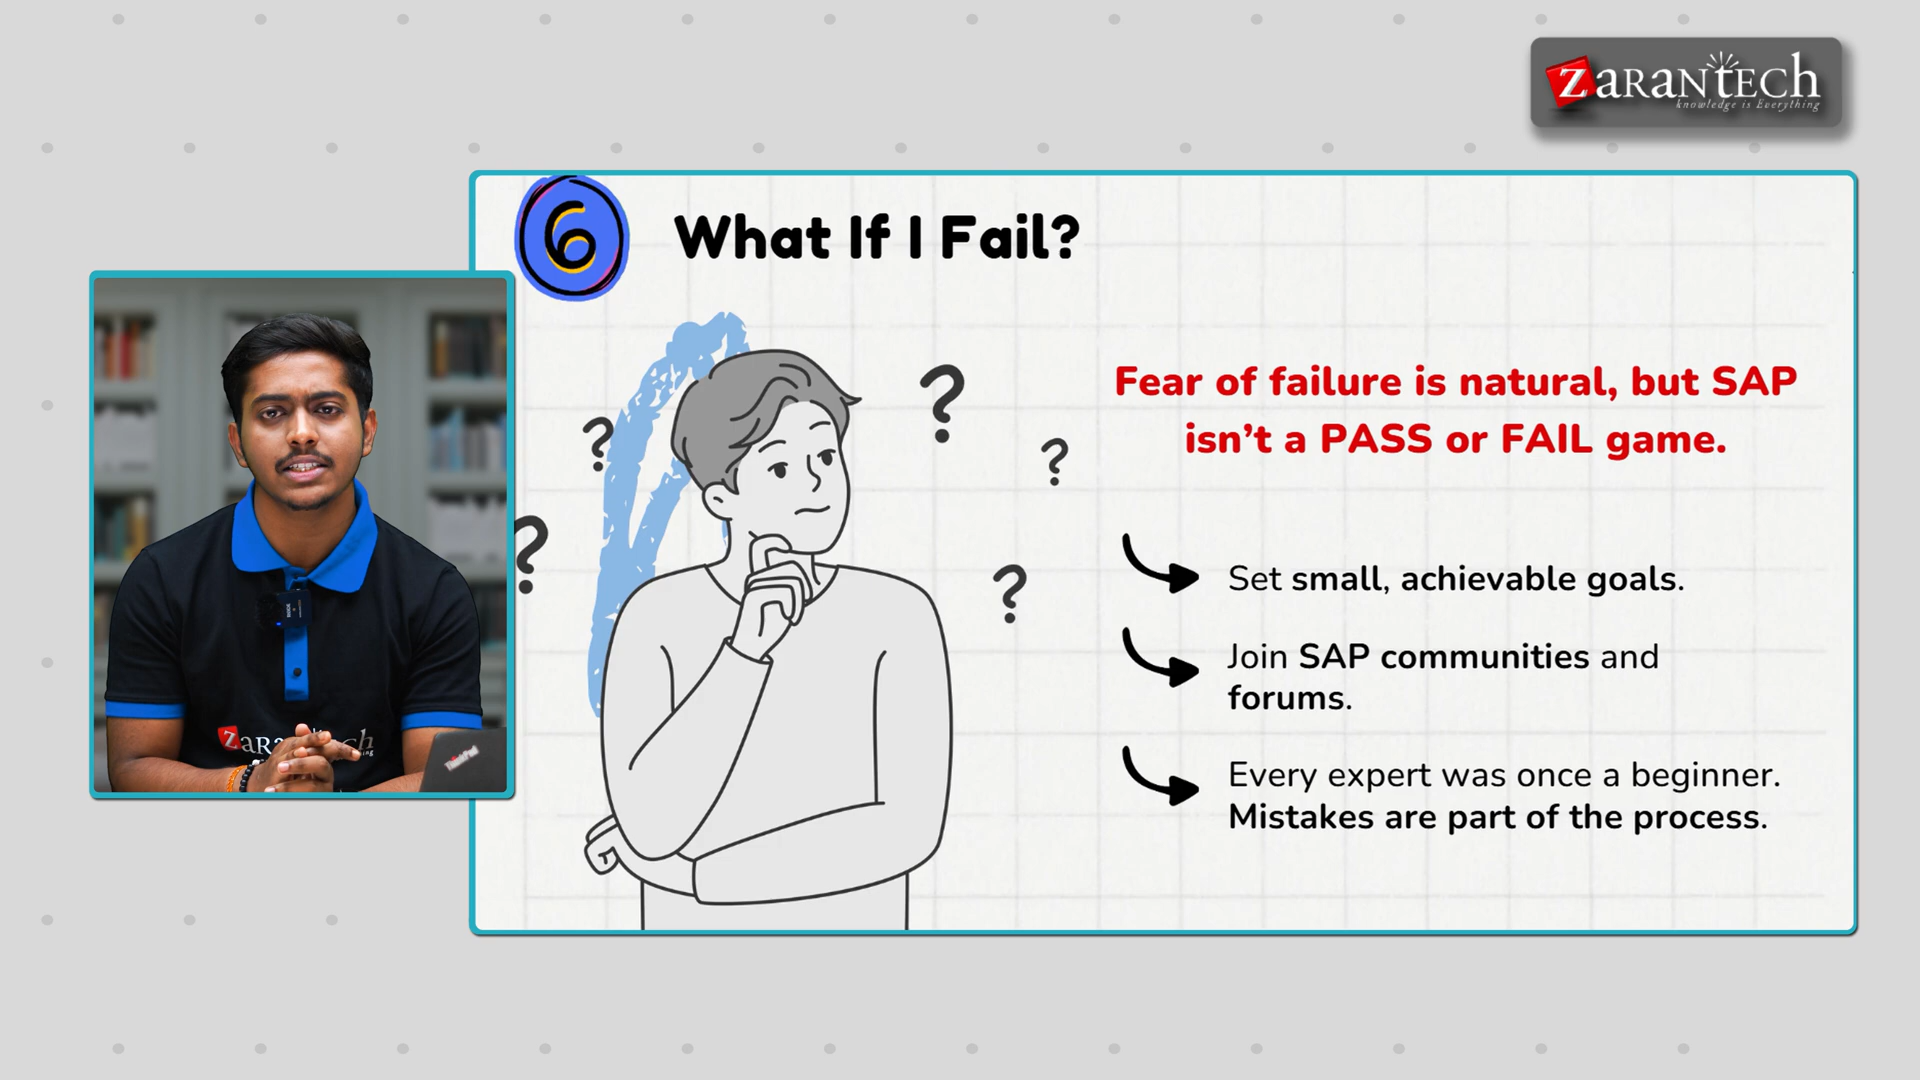 ZaranTech
knowledge is Everything
6
What If I Fail?
Fear of failure is natural, but SAP
isn’t a PASS or FAIL game.
Set small, achievable goals.
Join SAP communities and
forums.
Every expert was once a beginner.
Mistakes are part of the process.
?
?
?
?
?
ThinkPad